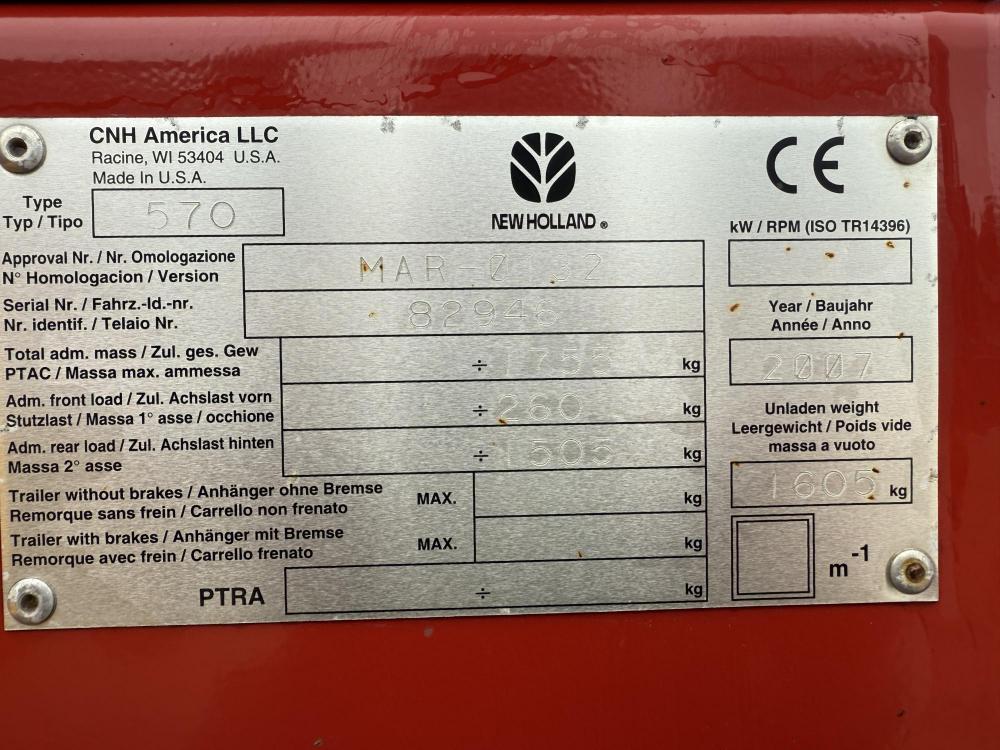 CNH America LLC
Racine, WI 53404 U.S.A.
Made In U.S.A.
Type
Typ / Tipo
570
NEW HOLLAND ®
CE
kW / RPM (ISO TR14396)
Approval Nr. / Nr. Omologazione
N° Homologacion / Version
Serial Nr. / Fahrz.-Id.-nr.
Nr. identif. / Telaio Nr.
82946
Year / Baujahr
Année / Anno
2007
Total adm. mass / Zul. ges. Gew
PTAC / Massa max. ammessa
÷ 1755 kg
Adm. front load / Zul. Achslast vorn
Stutzlast / Massa 1° asse / occhione
÷ 260 kg
Adm. rear load / Zul. Achslast hinten
Massa 2° asse
÷ 505 kg
Unladen weight
Leergewicht / Poids vide
massa a vuoto
1605 kg
Trailer without brakes / Anhänger ohne Bremse
Remorque sans frein / Carrello non frenato
MAX. kg
Trailer with brakes / Anhänger mit Bremse
Remorque avec frein / Carrello frenato
MAX. kg
PTRA ÷ kg
m-1